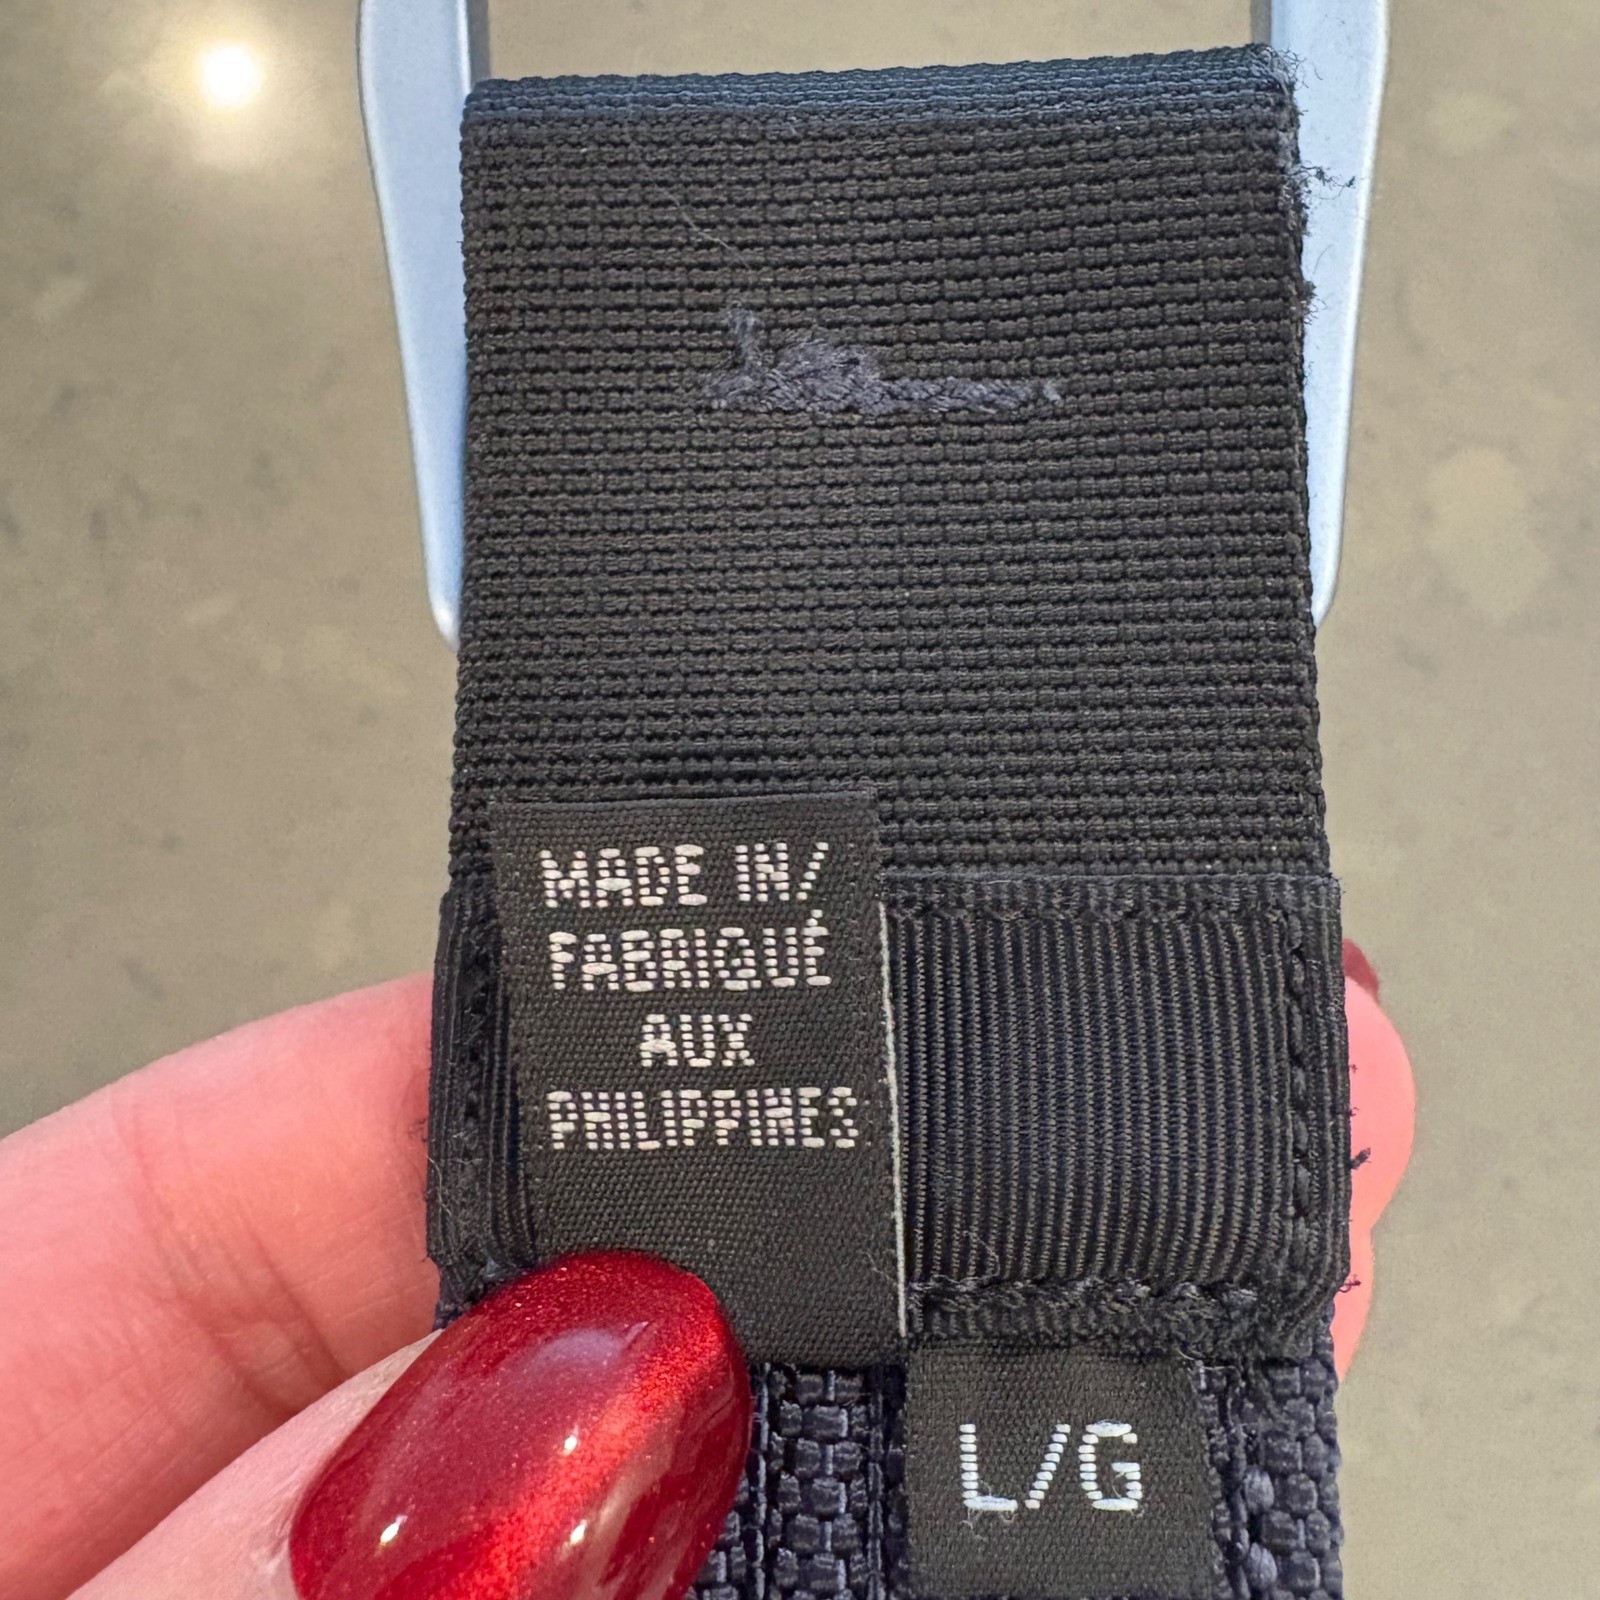 MADE IN/
FABRIQUÉ
AUX
PHILIPPINES
L/G